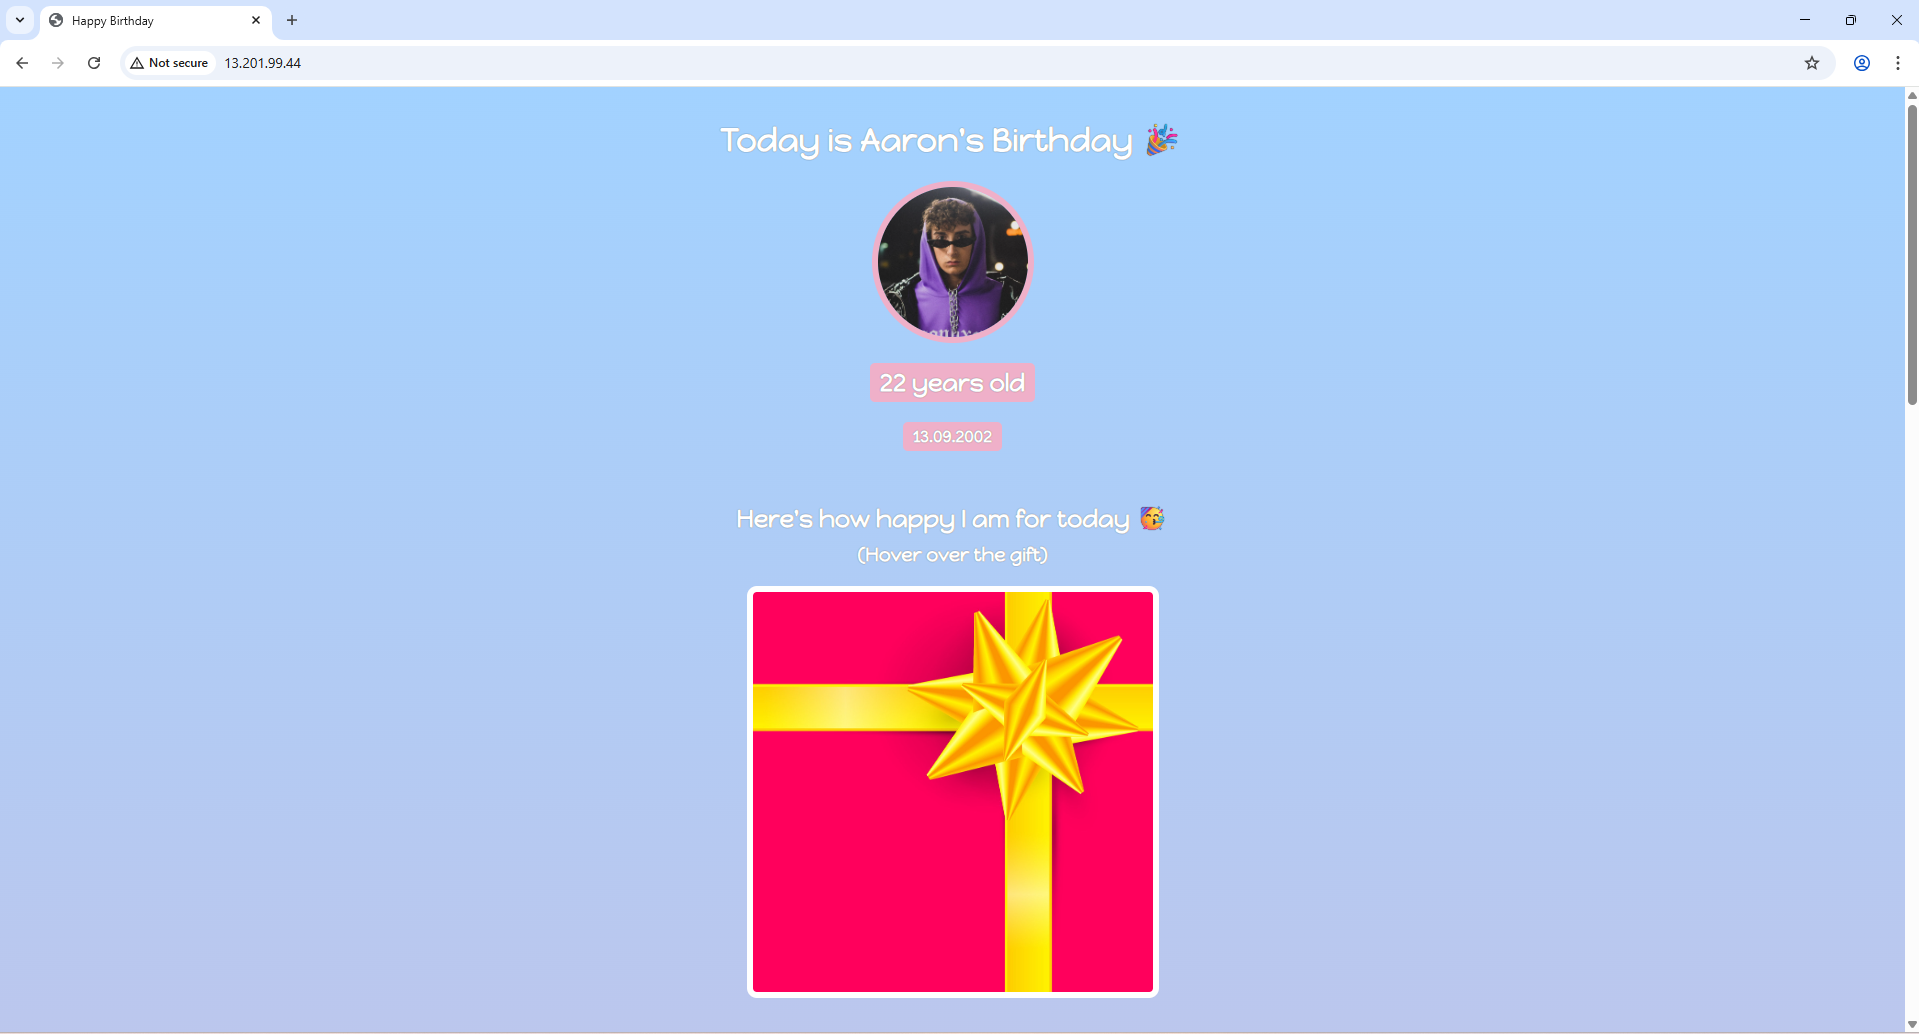 Happy Birthday
Not secure
13.201.99.44
Today is Aaron's Birthday 🎉
22 years old
13.09.2002
Here's how happy I am for today 🥳
(Hover over the gift)